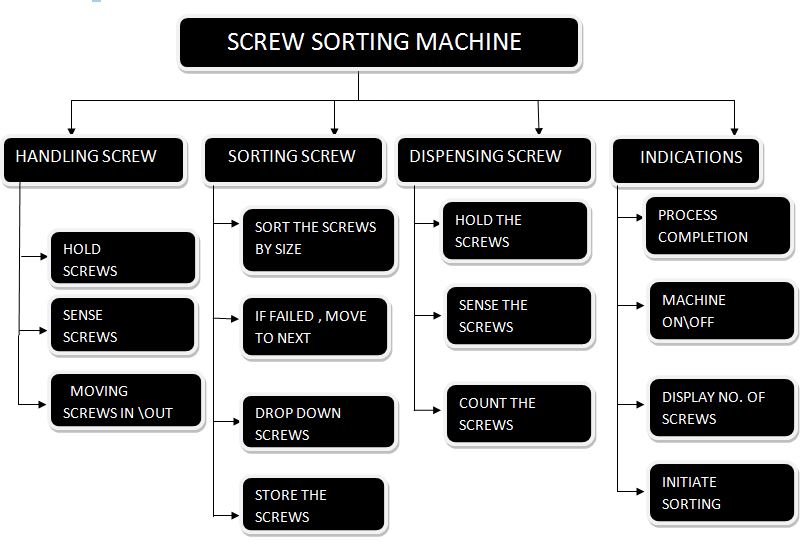 SCREW SORTING MACHINE
HANDLING SCREW
HOLD
SCREWS
SENSE
SCREWS
MOVING
SCREWS IN \OUT
SORTING SCREW
SORT THE SCREWS
BY SIZE
IF FAILED , MOVE
TO NEXT
DROP DOWN
SCREWS
STORE THE
SCREWS
DISPENSING SCREW
HOLD THE
SCREWS
SENSE THE
SCREWS
COUNT THE
SCREWS
INDICATIONS
PROCESS
COMPLETION
MACHINE
ON\OFF
DISPLAY NO. OF
SCREWS
INITIATE
SORTING